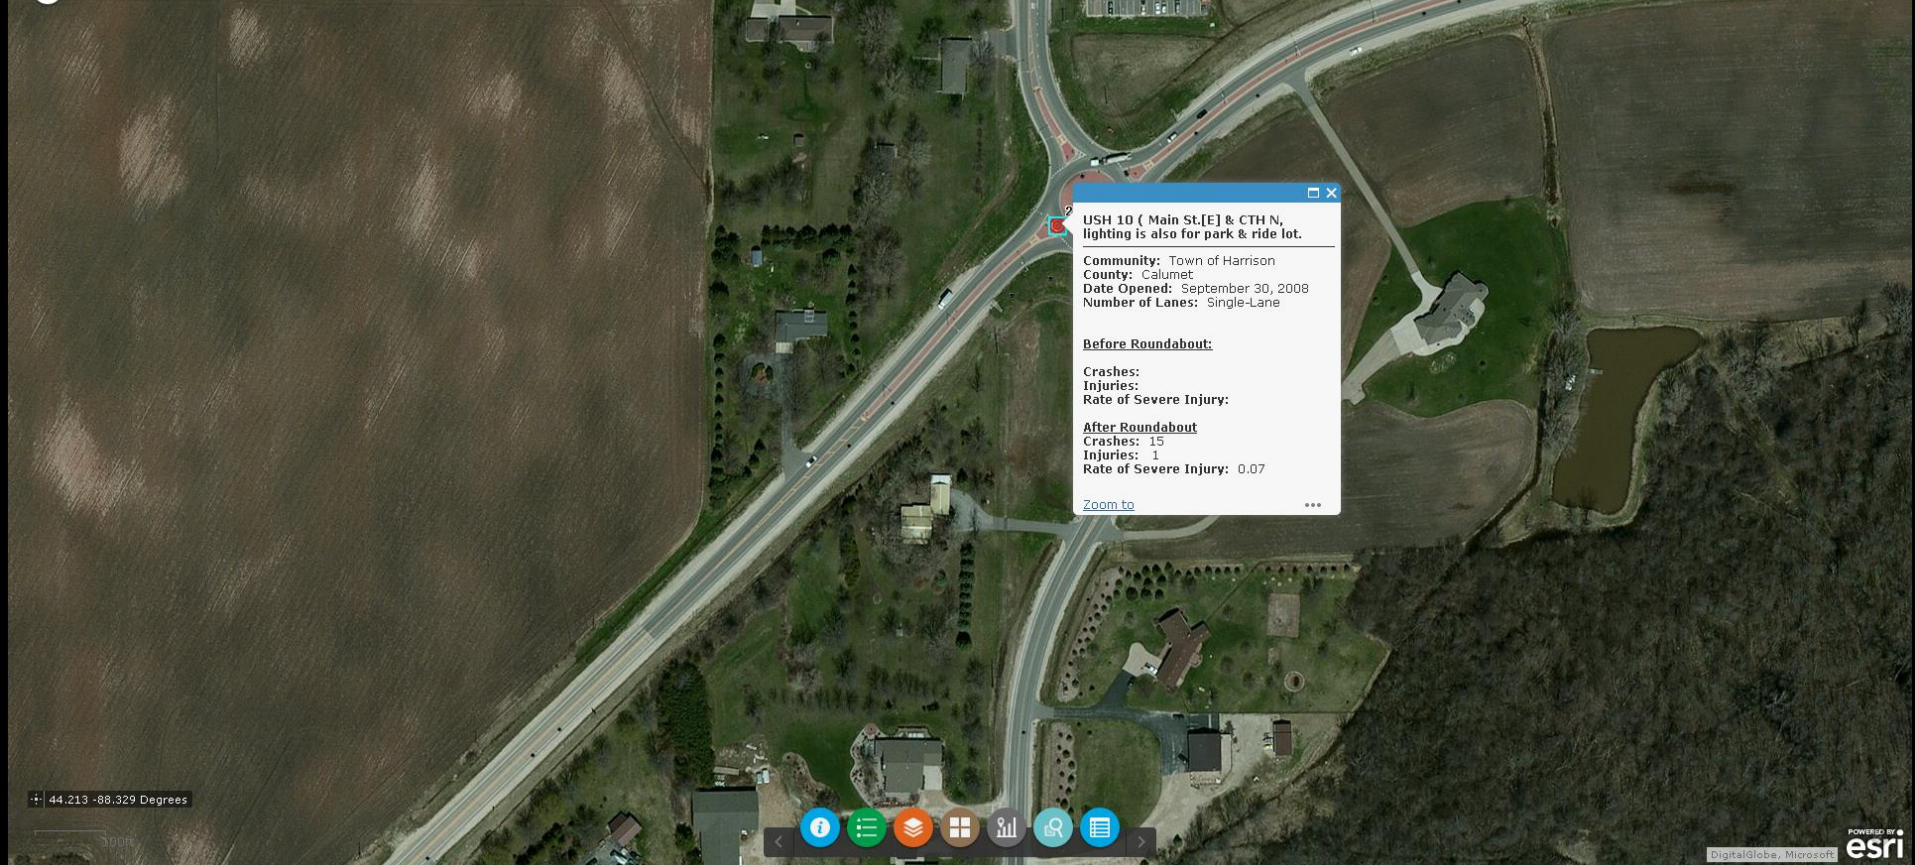 2
USH 10 ( Main St.[E] & CTH N,
lighting is also for park & ride lot.
Community: Town of Harrison
County: Calumet
Date Opened: September 30, 2008
Number of Lanes: Single-Lane
Before Roundabout:
Crashes:
Injuries:
Rate of Severe Injury:
After Roundabout
Crashes: 15
Injuries: 1
Rate of Severe Injury: 0.07
Zoom to
44.213 -88.329 Degrees
100ft
POWERED BY
esri
DigitalGlobe, Microsoft